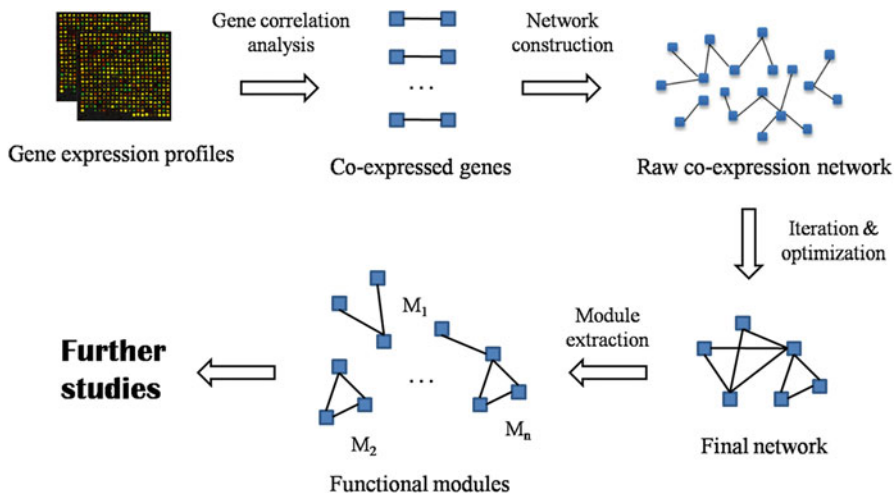 Gene correlation
analysis
Network
construction
...
Gene expression profiles
Co-expressed genes
Raw co-expression network
Iteration &
optimization
M1
Module
extraction
Further
studies
...
M2
Mn
Final network
Functional modules